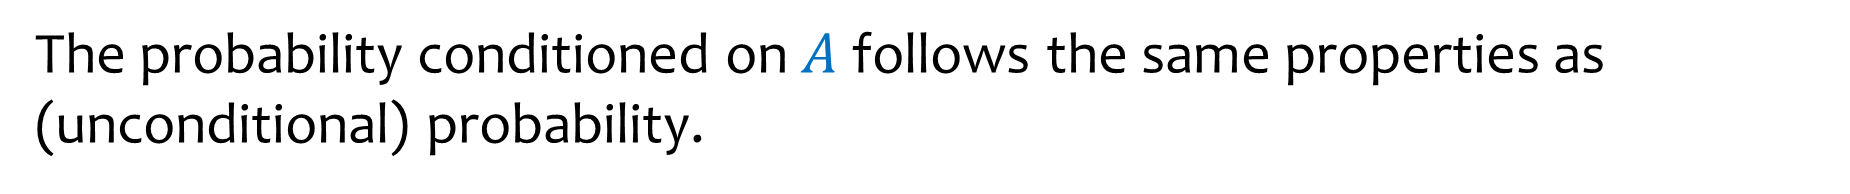 The probability conditioned on A follows the same properties as
(unconditional) probability.